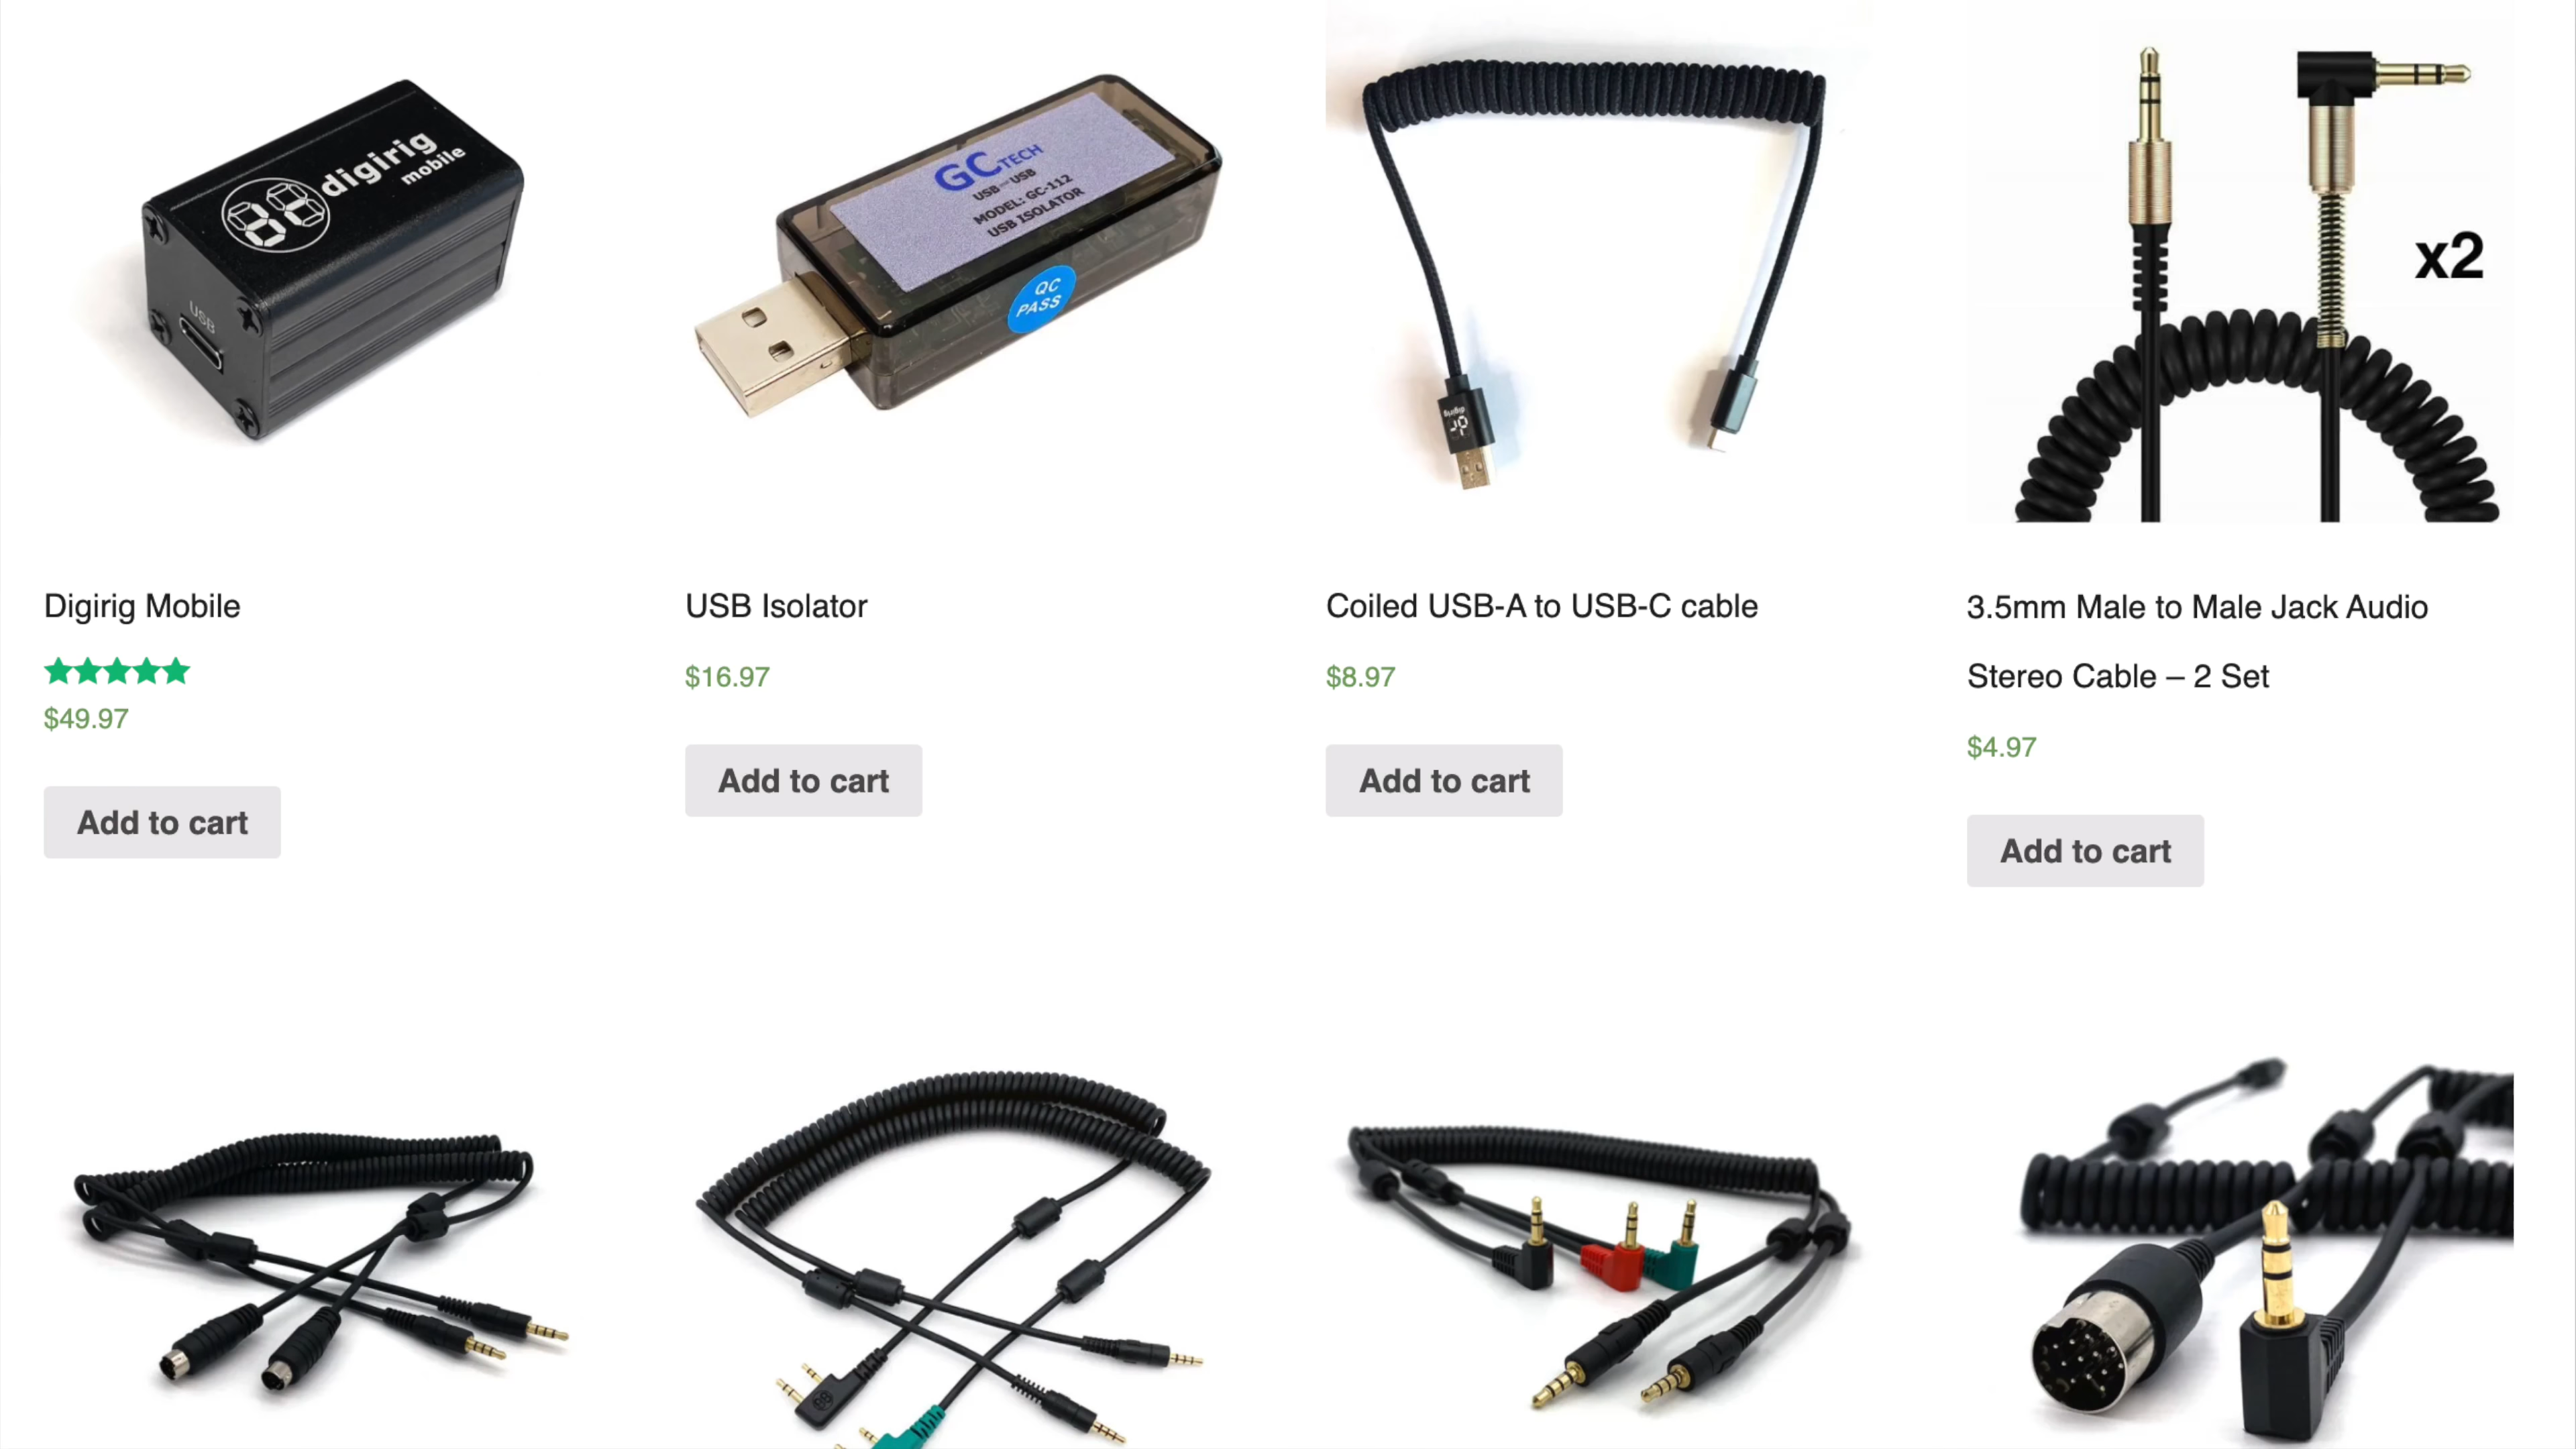 digirig
mobile
USB
GC TECH
USB — USB
MODEL: GC-112
USB ISOLATOR
QC
PASS
digirig
x2
Digirig Mobile
$49.97
Add to cart
USB Isolator
$16.97
Add to cart
Coiled USB-A to USB-C cable
$8.97
Add to cart
3.5mm Male to Male Jack Audio
Stereo Cable – 2 Set
$4.97
Add to cart